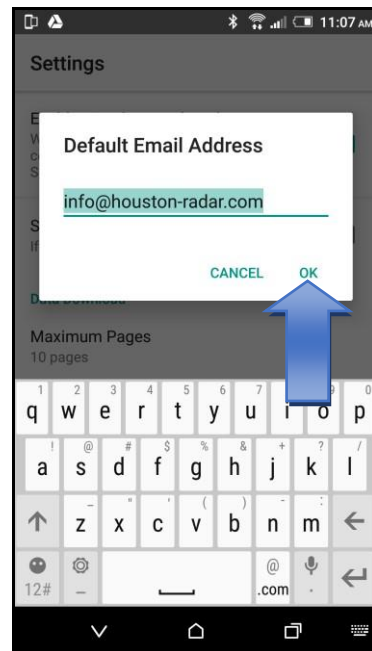 11:07 AM
Settings
Default Email Address
info@houston-radar.com
CANCEL OK
Maximum Pages
10 pages
1 2 3 4 5 6 7 9 0
q w e r t y u i o p
! @ # $ % & + ? /
a s d f g h j k l
_ " ' ( ) - :
z x c v b n m
@
12# _ .com .